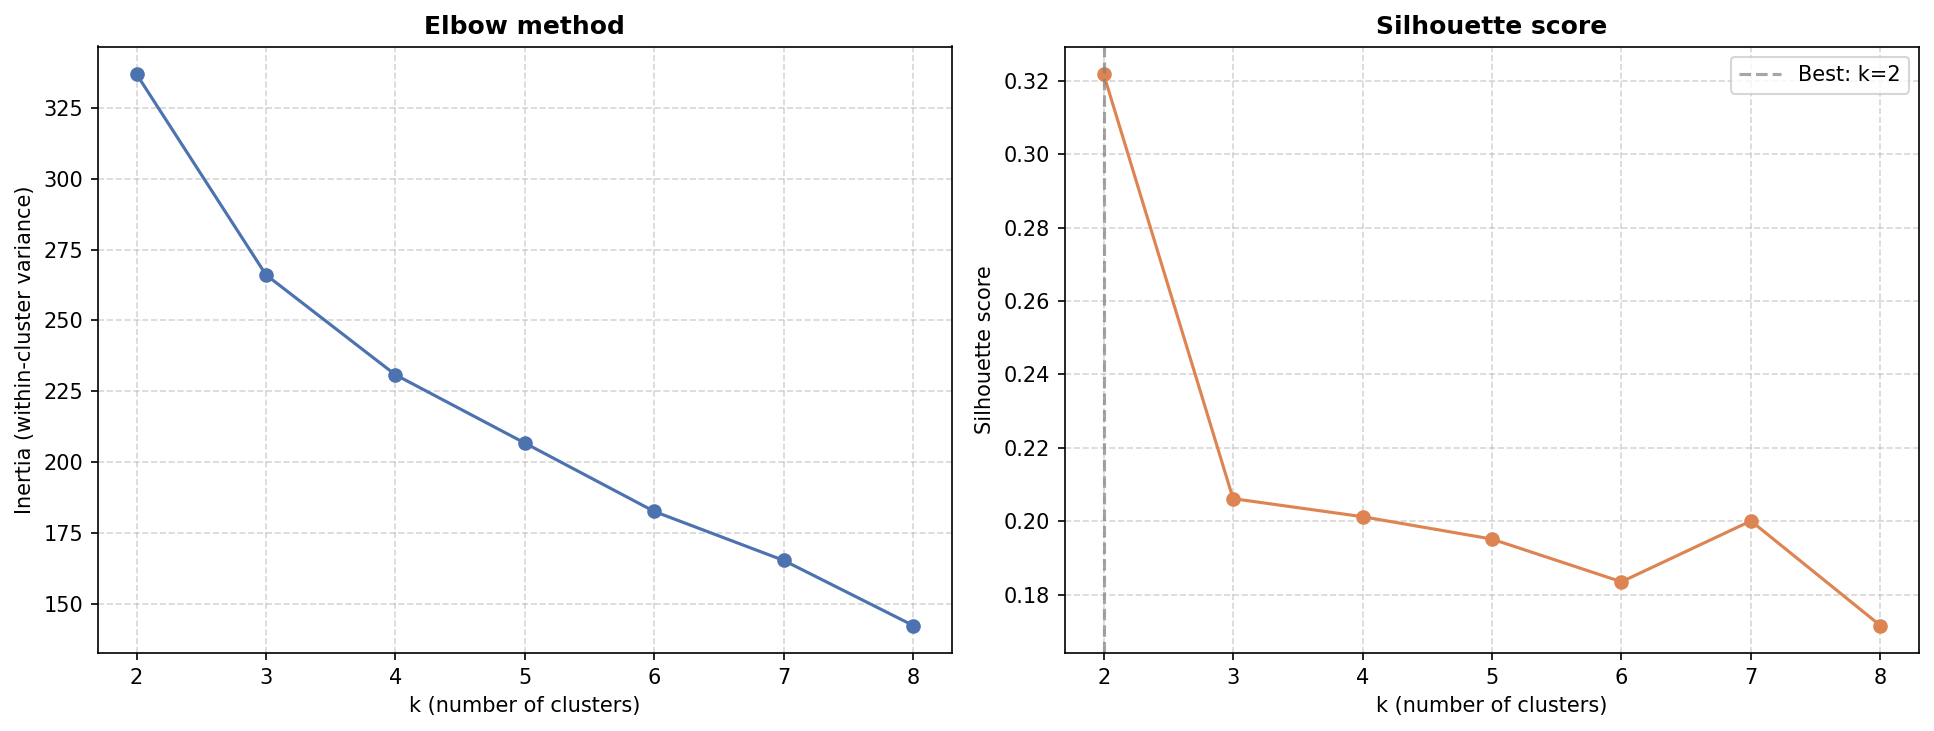 Elbow method
Inertia (within-cluster variance)
325
300
275
250
225
200
175
150
2 3 4 5 6 7 8
k (number of clusters)
Silhouette score
Best: k=2
Silhouette score
0.32
0.30
0.28
0.26
0.24
0.22
0.20
0.18
2 3 4 5 6 7 8
k (number of clusters)